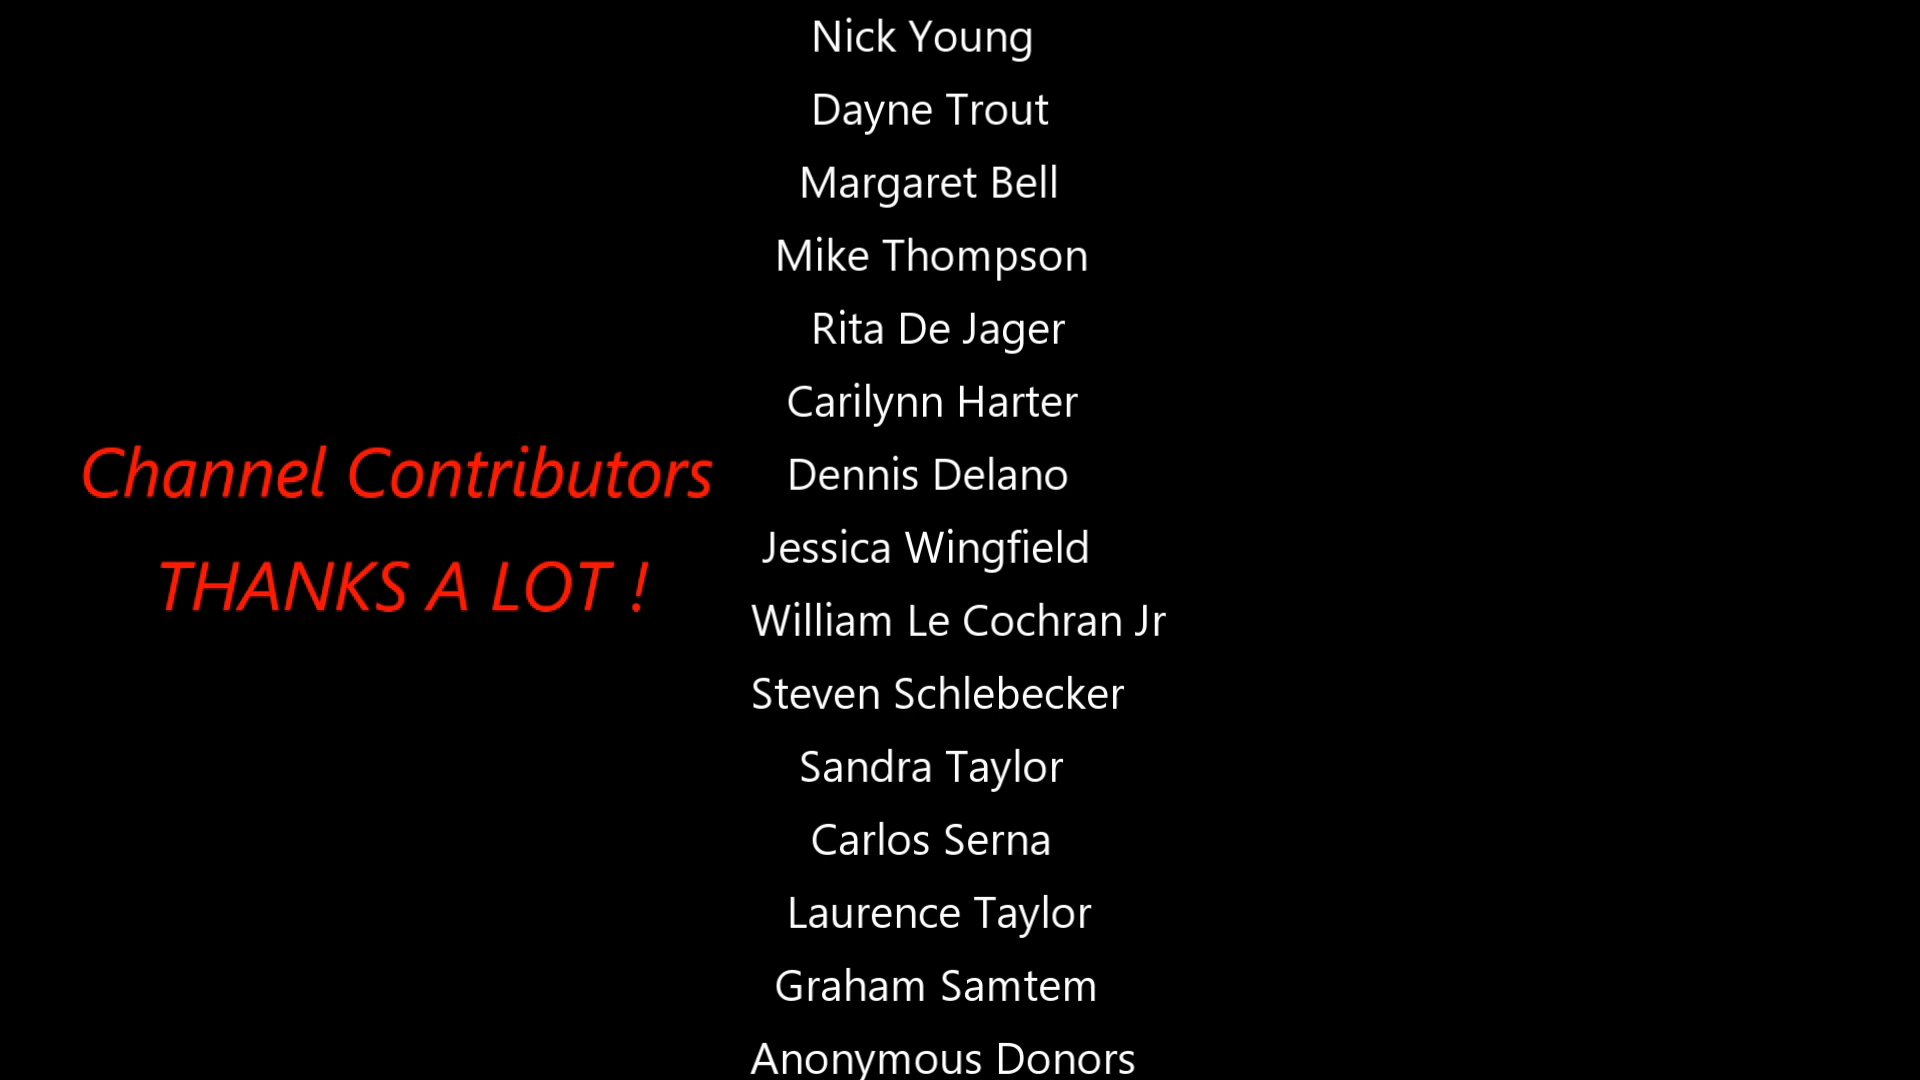 Channel Contributors
THANKS A LOT !
Nick Young
Dayne Trout
Margaret Bell
Mike Thompson
Rita De Jager
Carilynn Harter
Dennis Delano
Jessica Wingfield
William Le Cochran Jr
Steven Schlebecker
Sandra Taylor
Carlos Serna
Laurence Taylor
Graham Samtem
Anonymous Donors